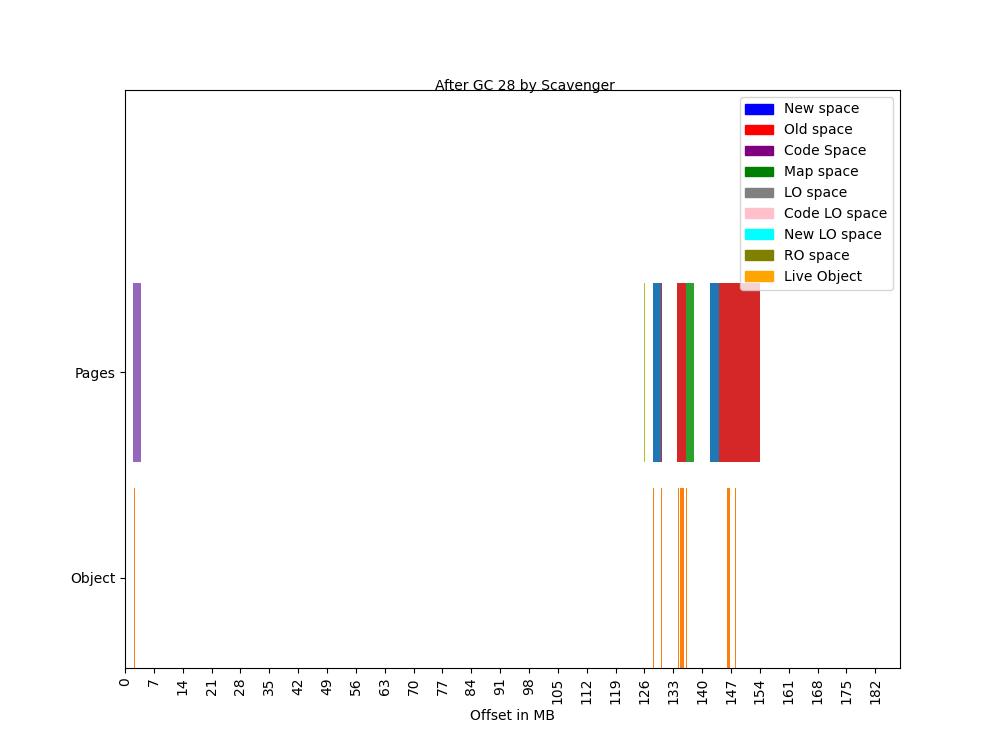 After GC 28 by Scavenger
New space
Old space
Code Space
Map space
LO space
Code LO space
New LO space
RO space
Live Object
Pages
Object
0 7 14 21 28 35 42 49 56 63 70 77 84 91 98 105 112 119 126 133 140 147 154 161 168 175 182
Offset in MB